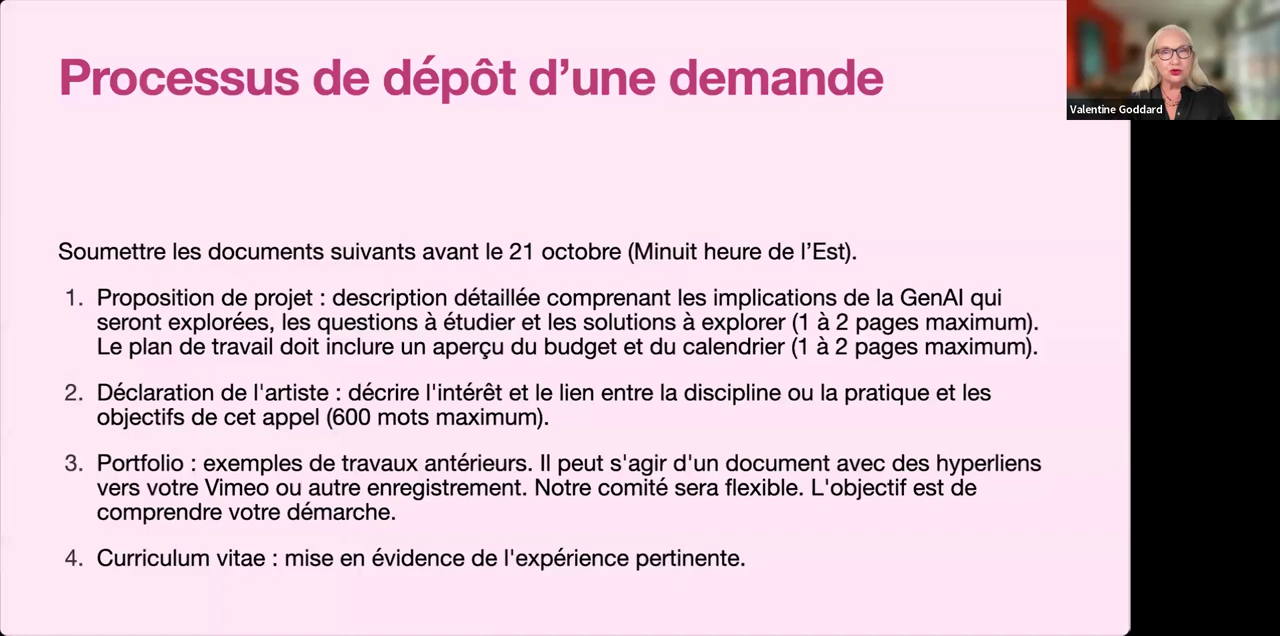 Processus de dépôt d’une demande
Valentine Goddard
Soumettre les documents suivants avant le 21 octobre (Minuit heure de l’Est).
1. Proposition de projet : description détaillée comprenant les implications de la GenAI qui
seront explorées, les questions à étudier et les solutions à explorer (1 à 2 pages maximum).
Le plan de travail doit inclure un aperçu du budget et du calendrier (1 à 2 pages maximum).
2. Déclaration de l'artiste : décrire l'intérêt et le lien entre la discipline ou la pratique et les
objectifs de cet appel (600 mots maximum).
3. Portfolio : exemples de travaux antérieurs. Il peut s'agir d'un document avec des hyperliens
vers votre Vimeo ou autre enregistrement. Notre comité sera flexible. L'objectif est de
comprendre votre démarche.
4. Curriculum vitae : mise en évidence de l'expérience pertinente.